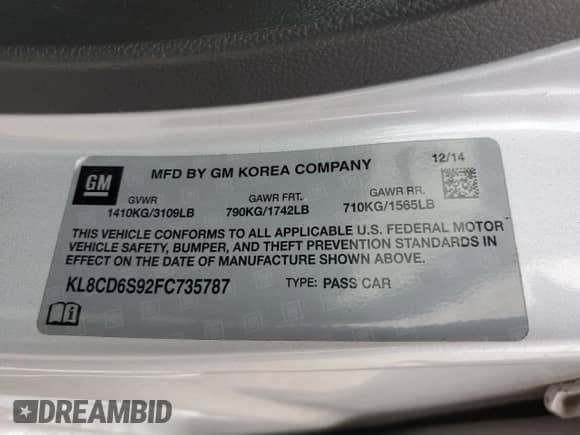 GM
MFD BY GM KOREA COMPANY
12/14
GVWR
1410KG/3109LB
GAWR FRT.
790KG/1742LB
GAWR RR.
710KG/1565LB
THIS VEHICLE CONFORMS TO ALL APPLICABLE U.S. FEDERAL MOTOR
VEHICLE SAFETY, BUMPER, AND THEFT PREVENTION STANDARDS IN
EFFECT ON THE DATE OF MANUFACTURE SHOWN ABOVE.
KL8CD6S92FC735787
TYPE: PASS CAR
i
DREAMBID